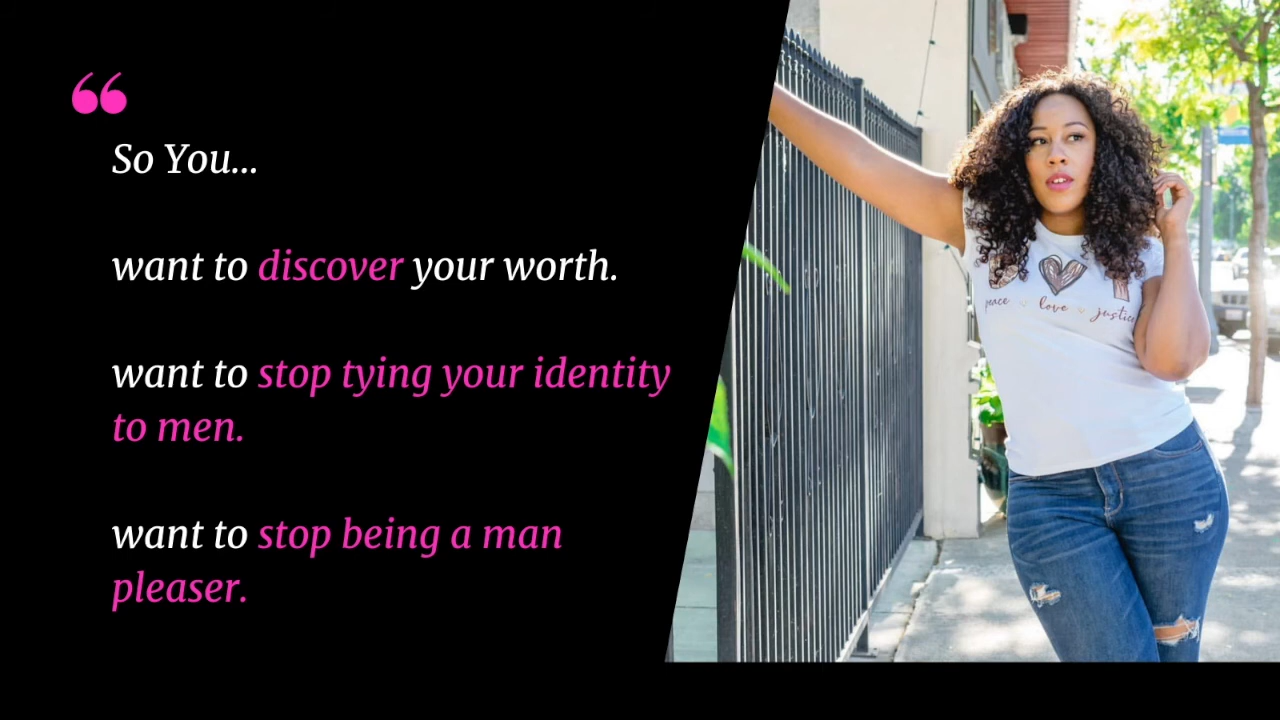 “
So You...
want to discover your worth.
want to stop tying your identity
to men.
want to stop being a man
pleaser.
peace love justice